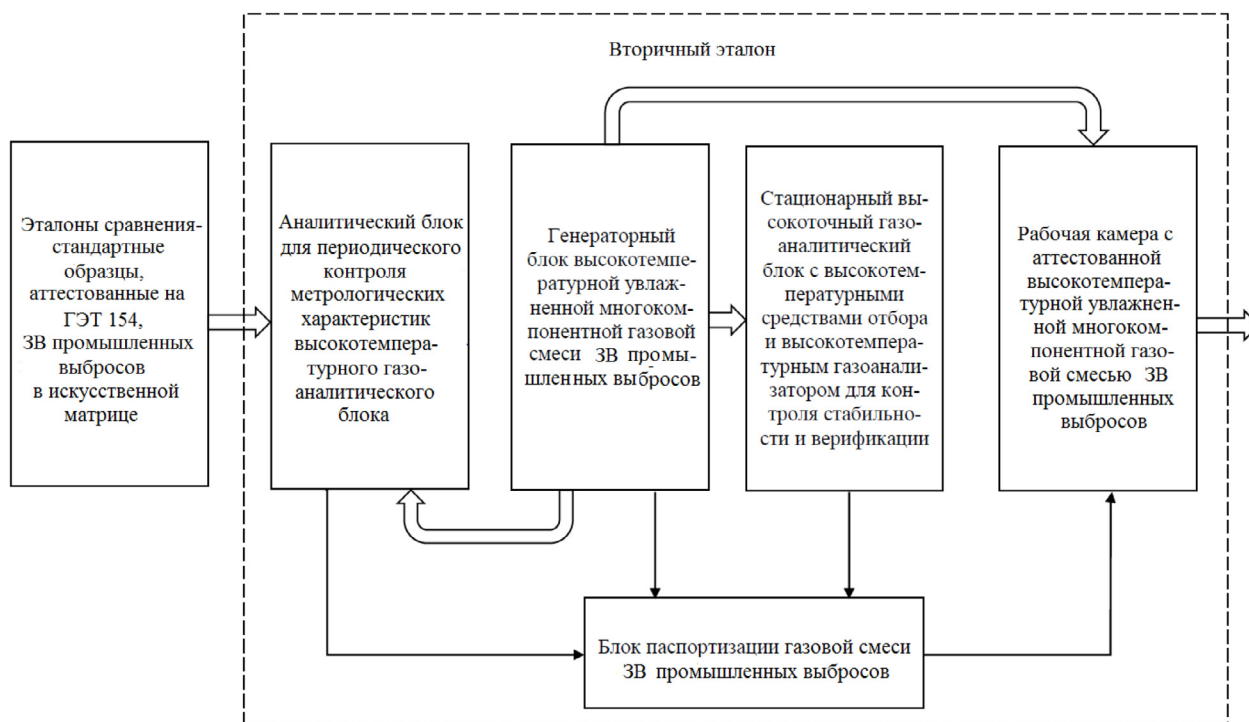 Вторичный эталон
Эталоны сравнения-
стандартные
образцы,
аттестованные на
ГЭТ 154,
ЗВ промышленных
выбросов
в искусственной
матрице
Аналитический блок
для периодического
контроля
метрологических
характеристик
высокотемпера-
турного газо-
аналитического
блока
Генераторный
блок высокотемпе-
ратурной увлаж-
ненной многоком-
понентной газовой
смеси ЗВ промы-
шленных выбросов
Стационарный вы-
сокоточный газо-
аналитический
блок с высокотем-
пературными
средствами отбора
и высокотемпера-
турным газоанали-
затором для кон-
троля стабильно-
сти и верификации
Рабочая камера с
аттестованной
высокотемпера-
турной увлажнен-
ной многоком-
понентной газо-
вой смесью ЗВ
промышленных
выбросов
Блок паспортизации газовой смеси
ЗВ промышленных выбросов